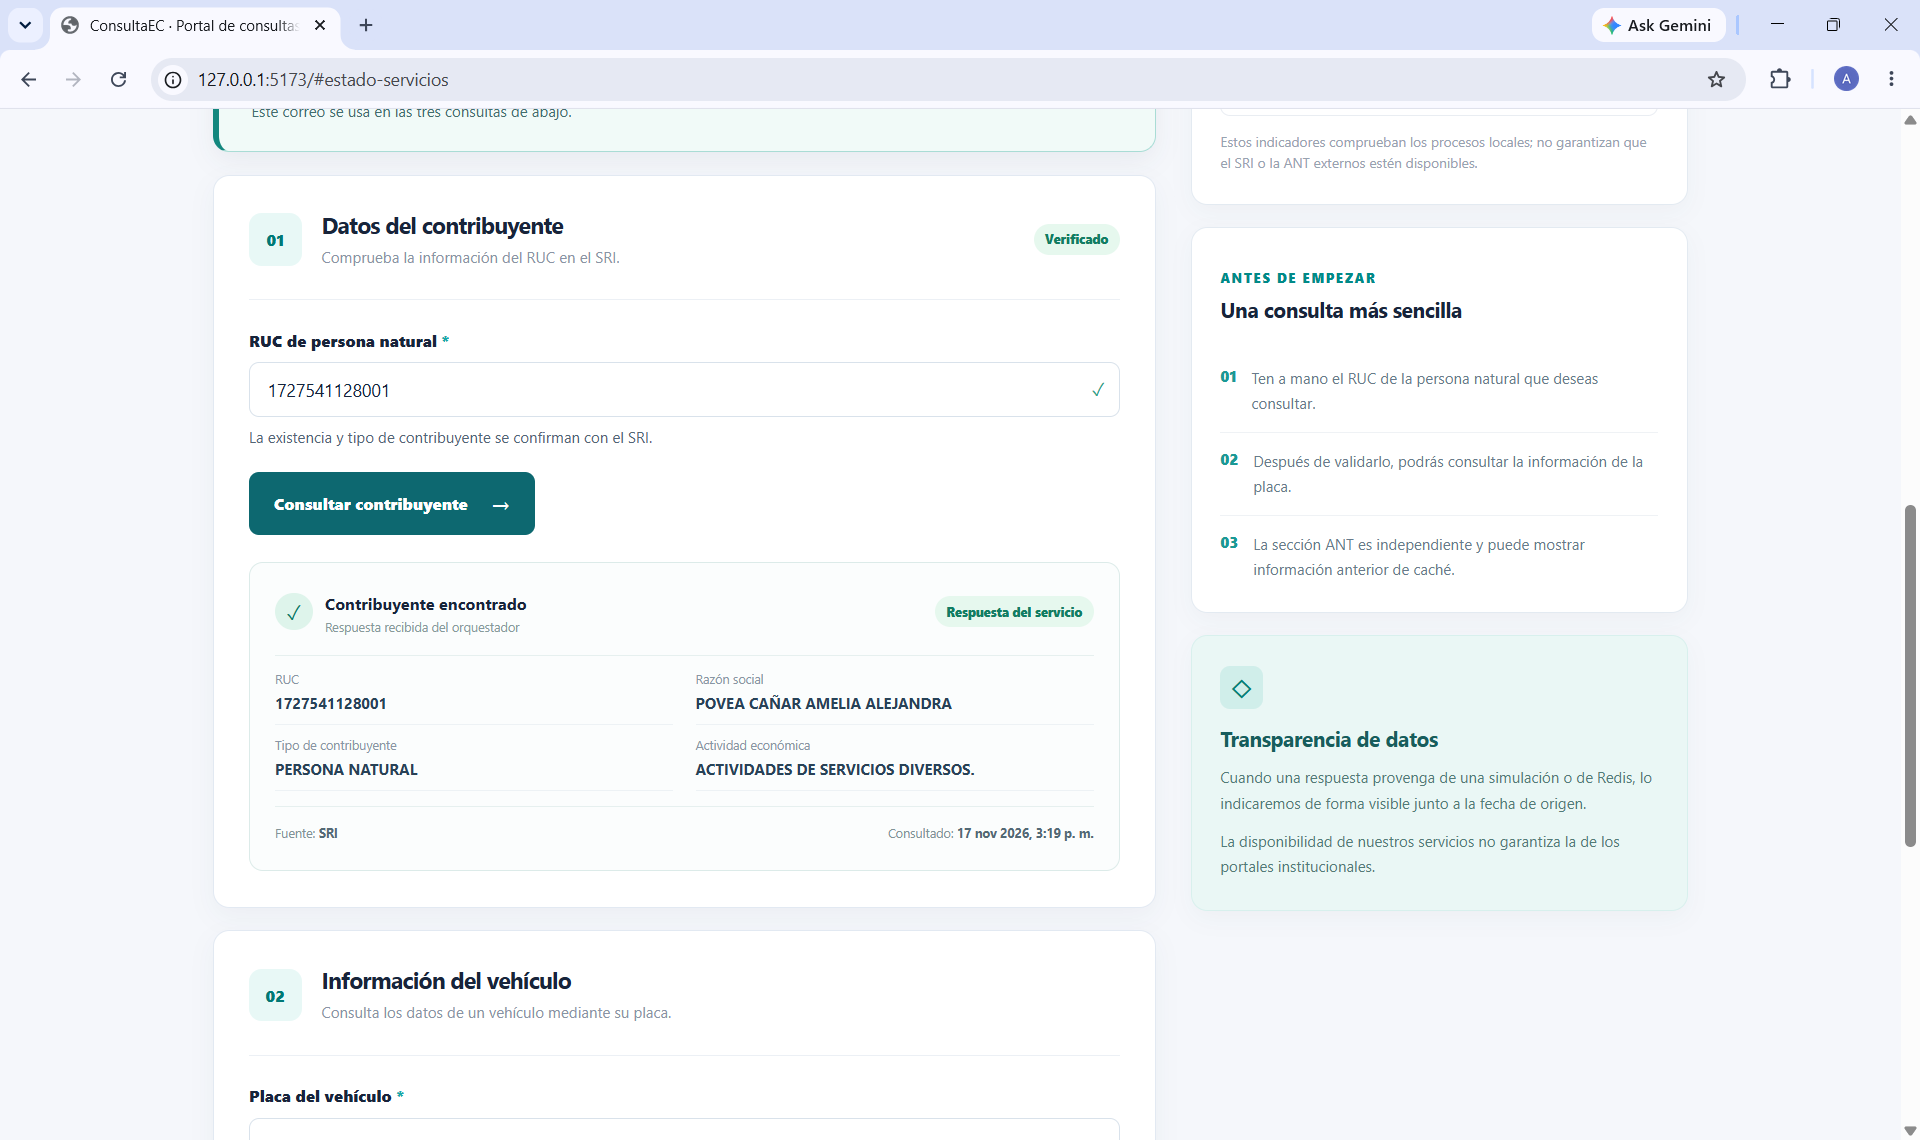 ConsultaEC · Portal de consultas
Ask Gemini
127.0.0.1:5173/#estado-servicios
A
Este correo se usa en las tres consultas de abajo.
01
Datos del contribuyente
Comprueba la información del RUC en el SRI.
Verificado
RUC de persona natural *
1727541128001
La existencia y tipo de contribuyente se confirman con el SRI.
Consultar contribuyente →
Contribuyente encontrado
Respuesta recibida del orquestador
Respuesta del servicio
RUC
1727541128001
Razón social
POVEA CAÑAR AMELIA ALEJANDRA
Tipo de contribuyente
PERSONA NATURAL
Actividad económica
ACTIVIDADES DE SERVICIOS DIVERSOS.
Fuente: SRI
Consultado: 17 nov 2026, 3:19 p. m.
02
Información del vehículo
Consulta los datos de un vehículo mediante su placa.
Placa del vehículo *
Estos indicadores comprueban los procesos locales; no garantizan que
el SRI o la ANT externos estén disponibles.
ANTES DE EMPEZAR
Una consulta más sencilla
01 Ten a mano el RUC de la persona natural que deseas
consultar.
02 Después de validarlo, podrás consultar la información de la
placa.
03 La sección ANT es independiente y puede mostrar
información anterior de caché.
Transparencia de datos
Cuando una respuesta provenga de una simulación o de Redis, lo
indicaremos de forma visible junto a la fecha de origen.
La disponibilidad de nuestros servicios no garantiza la de los
portales institucionales.